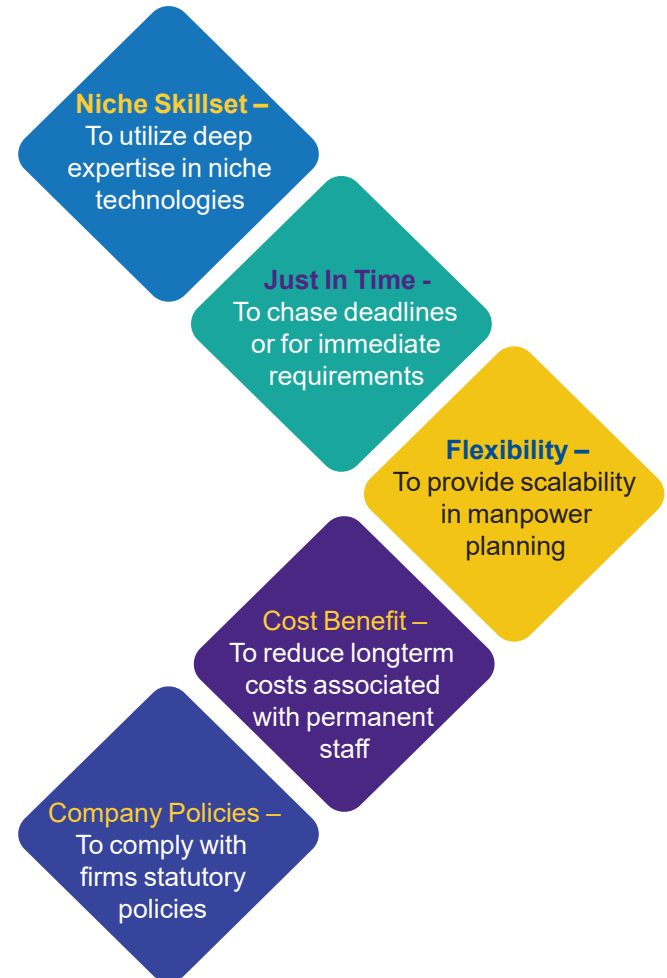 Niche Skillset –
To utilize deep
expertise in niche
technologies
Just In Time -
To chase deadlines
or for immediate
requirements
Flexibility –
To provide scalability
in manpower
planning
Cost Benefit –
To reduce longterm
costs associated
with permanent
staff
Company Policies –
To comply with
firms statutory
policies